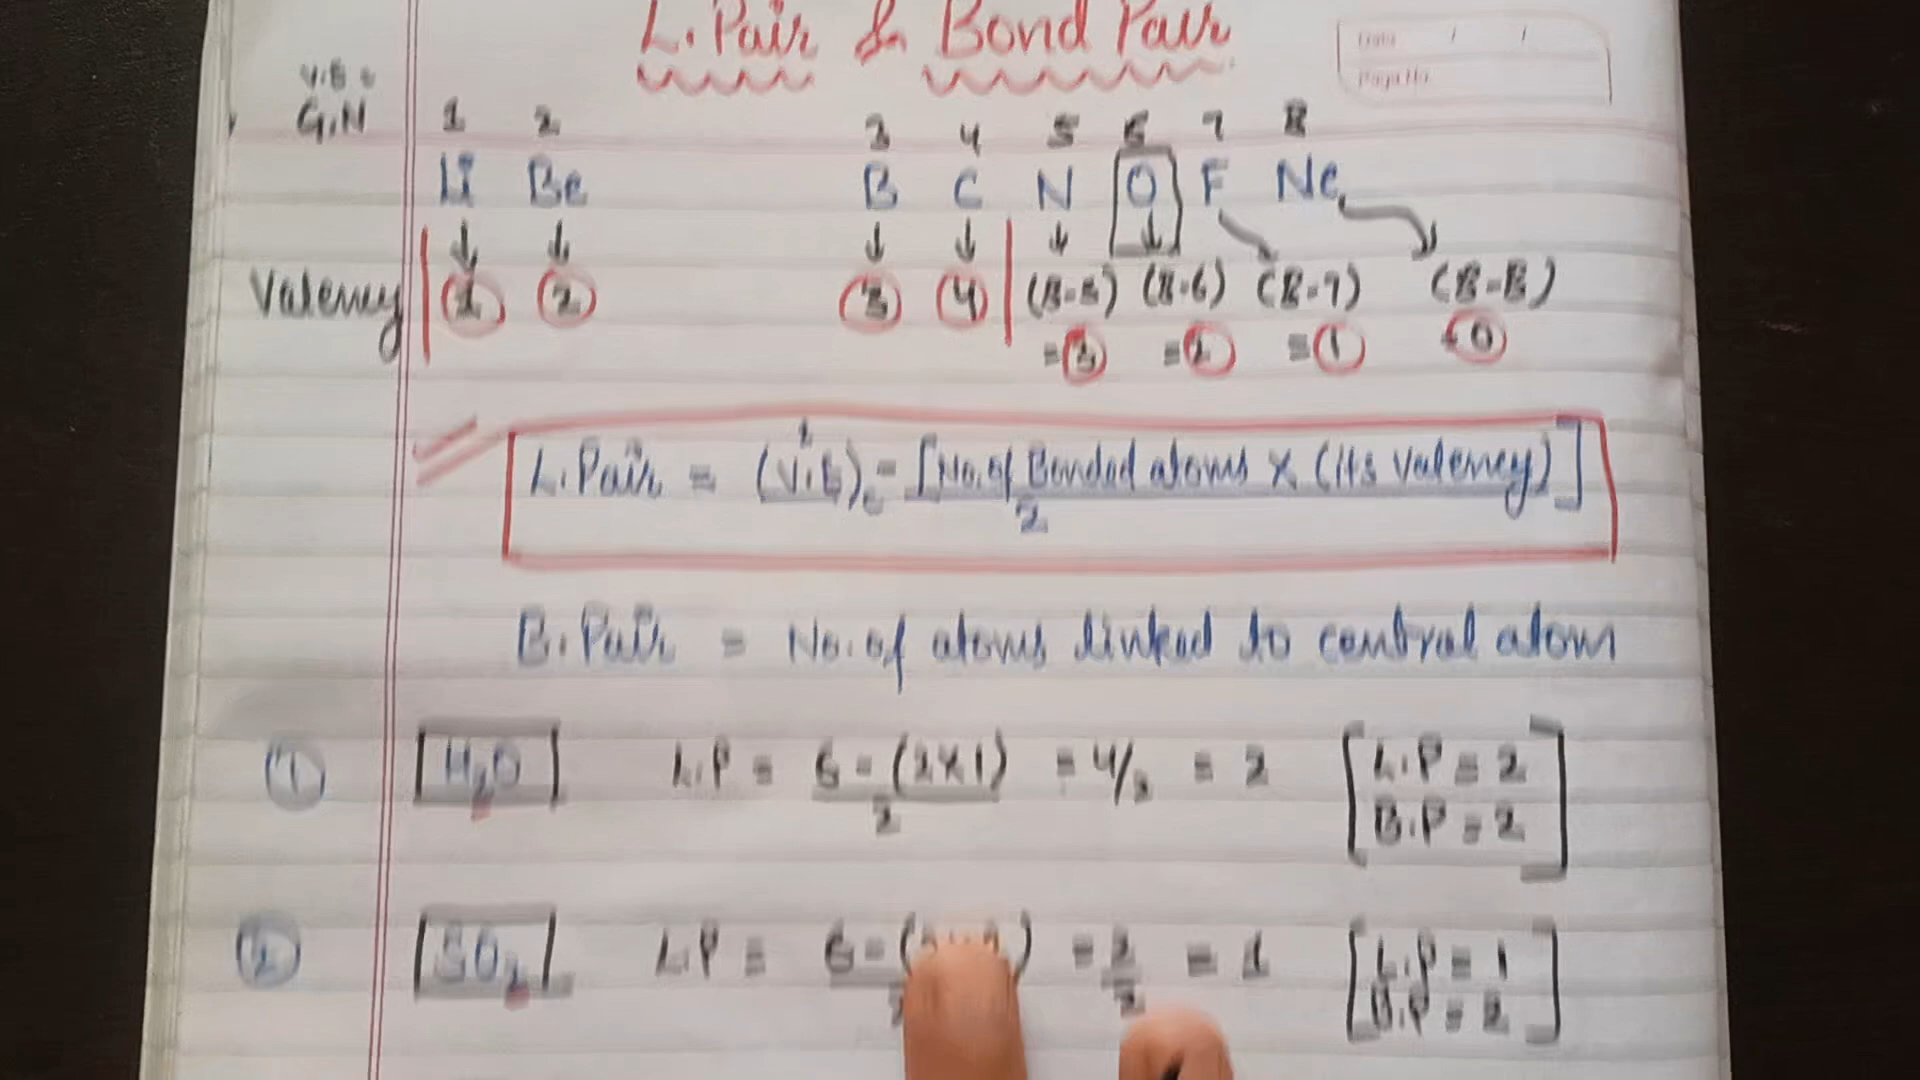 L. Pair & Bond Pair
Date / /
Page No.
V.E =
G.N 1 2 3 4 5 6 7 8
Li Be B C N O F Ne
↓ ↓ ↓ ↓ ↓ ↓
Valency 1 2 3 4 (8-5) (8-6) (8-7) (8-8)
=3 =2 =1 =0
L. Pair = (V.E) - [No. of Bonded atoms × (its valency)]
2
B. Pair = No. of atoms linked to central atom
1 H2O L.P = 6 - (2×1) = 4/2 = 2 [L.P = 2
2 B.P = 2]
2 SO2 L.P = 6 - ( ) = 2/2 = 1 [L.P = 1
B.P = 2]